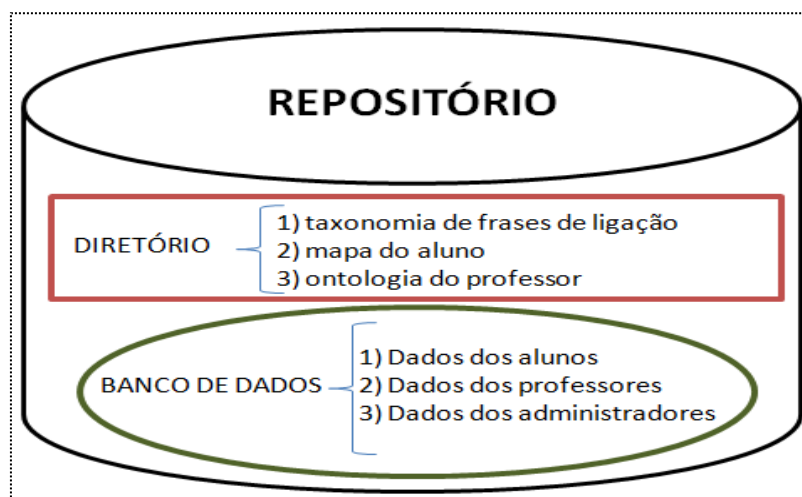 REPOSITÓRIO
DIRETÓRIO
1) taxonomia de frases de ligação
2) mapa do aluno
3) ontologia do professor
BANCO DE DADOS
1) Dados dos alunos
2) Dados dos professores
3) Dados dos administradores